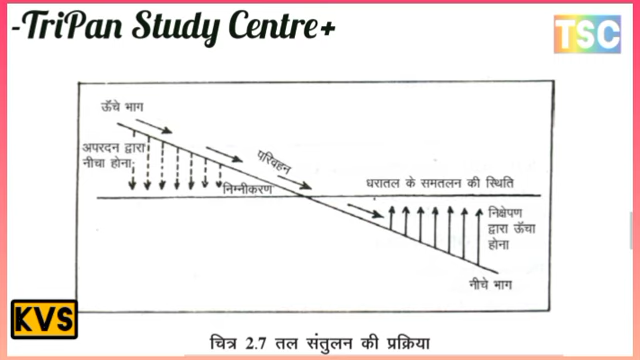 -TriPan Study Centre+
TSC
ऊँचे भाग
अपरदन द्वारा
नीचा होना;
परिवहन
निम्नीकरण
धरातल के समतलन की स्थिति
निक्षेपण
द्वारा ऊँचा
होना
नीचे भाग
KVS
चित्र 2.7 तल संतुलन की प्रक्रिया